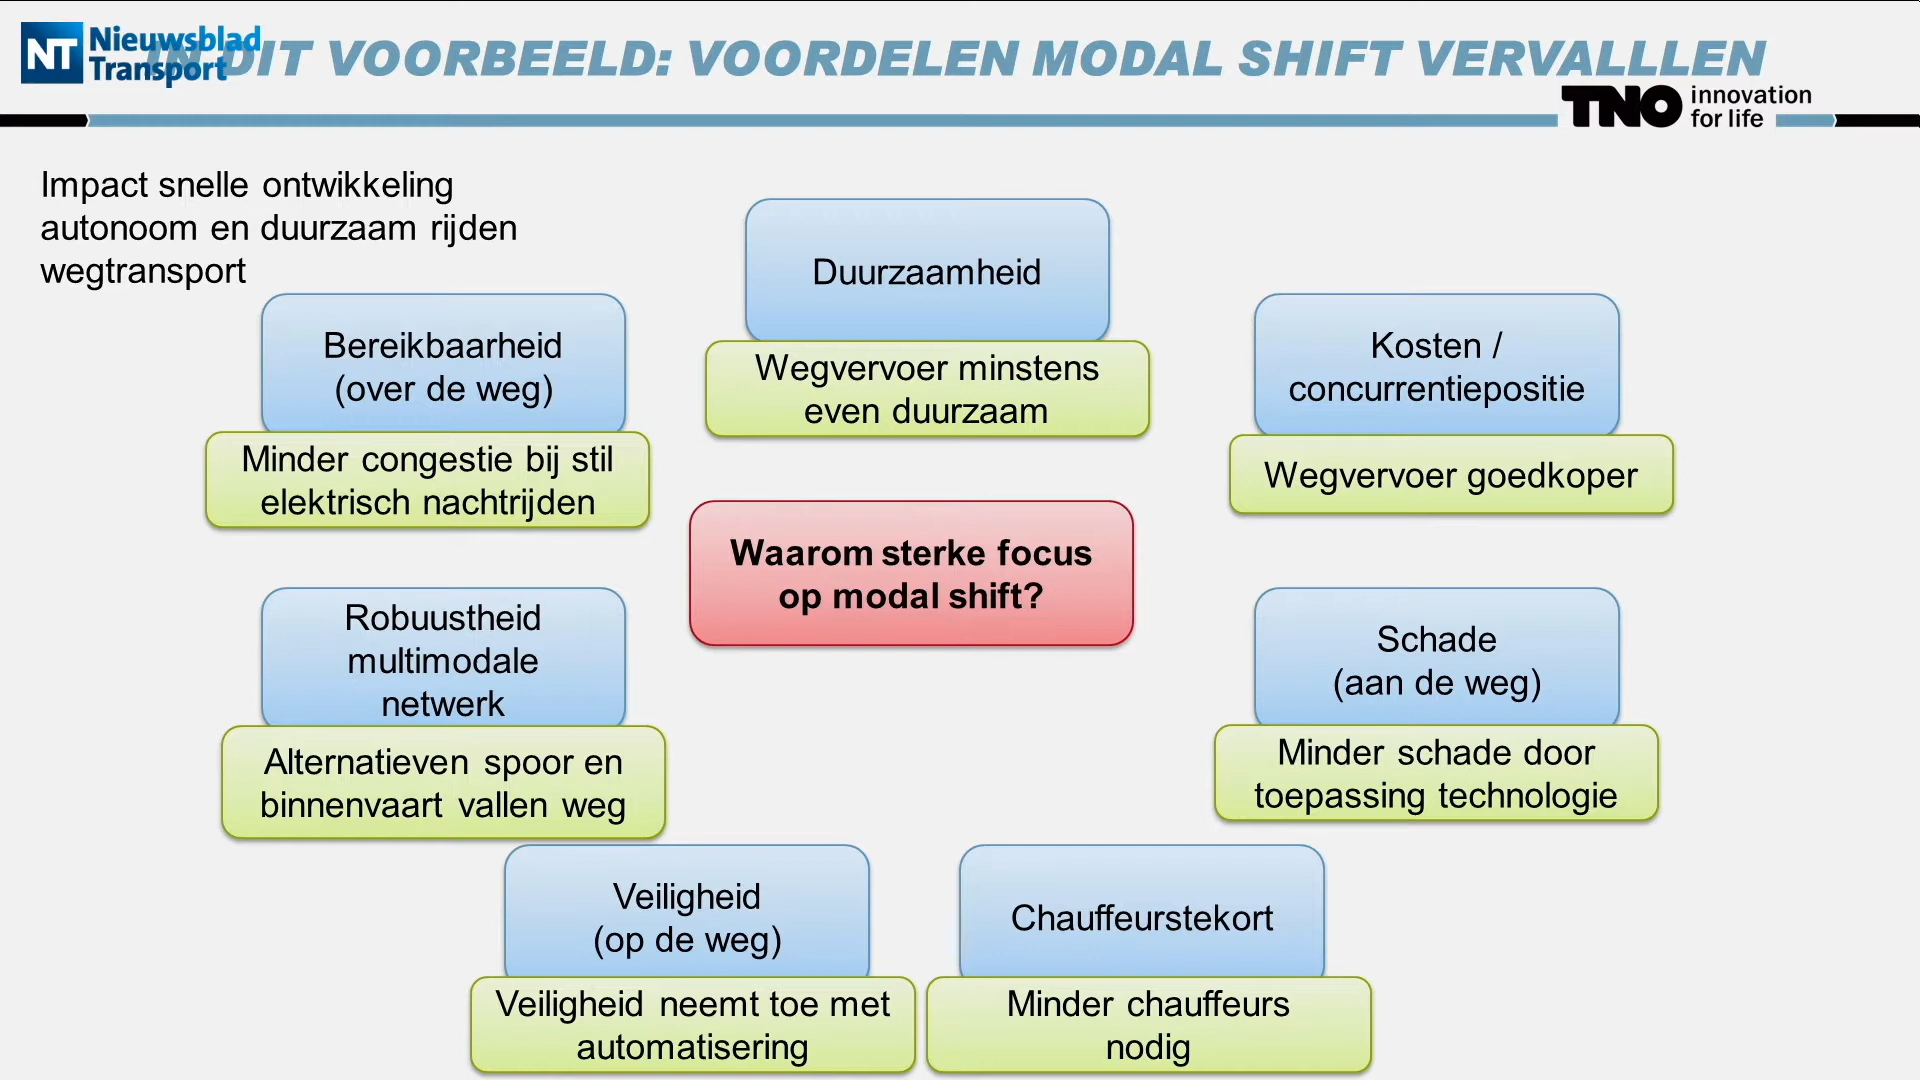 Nieuwsblad
Transport
NT
IN DIT VOORBEELD: VOORDELEN MODAL SHIFT VERVALLLEN
TNO innovation
for life
Impact snelle ontwikkeling
autonoom en duurzaam rijden
wegtransport
Duurzaamheid
Wegvervoer minstens
even duurzaam
Bereikbaarheid
(over de weg)
Minder congestie bij stil
elektrisch nachtrijden
Kosten /
concurrentiepositie
Wegvervoer goedkoper
Waarom sterke focus
op modal shift?
Robuustheid
multimodale
netwerk
Alternatieven spoor en
binnenvaart vallen weg
Schade
(aan de weg)
Minder schade door
toepassing technologie
Veiligheid
(op de weg)
Veiligheid neemt toe met
automatisering
Chauffeurstekort
Minder chauffeurs
nodig